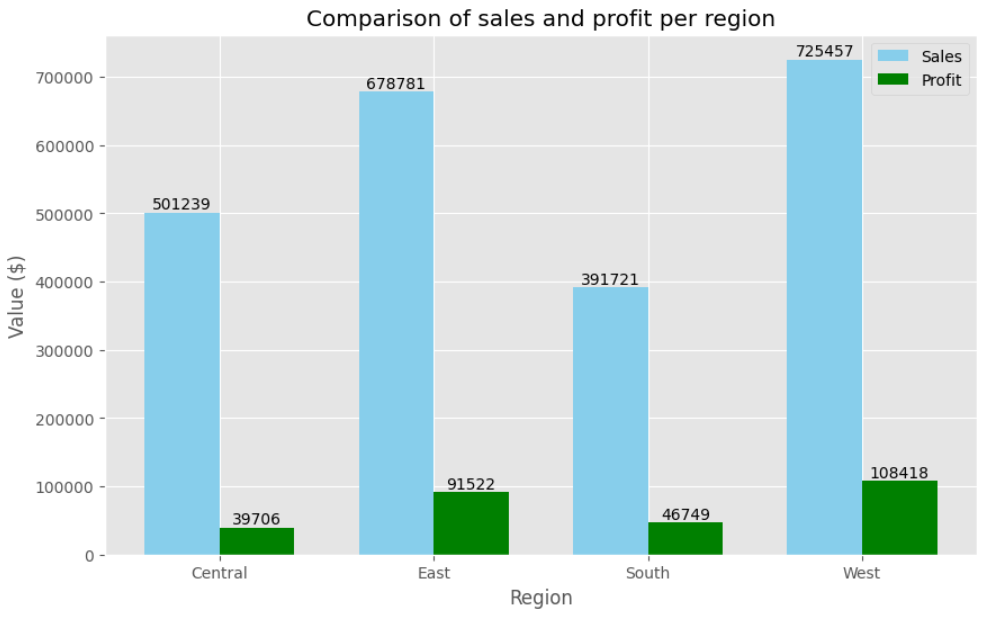 Comparison of sales and profit per region
Sales
Profit
Value ($)
700000
600000
500000
400000
300000
200000
100000
0
501239
39706
678781
91522
391721
46749
725457
108418
Central
East
South
West
Region